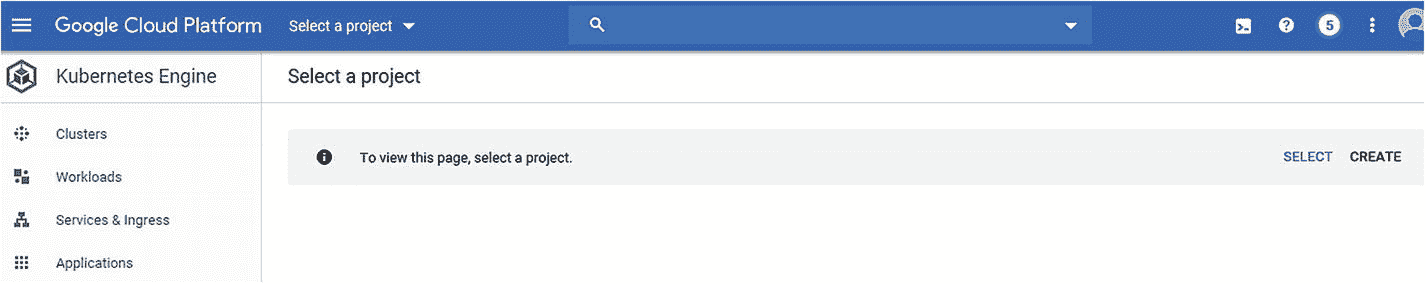 Google Cloud Platform Select a project 5
Kubernetes Engine
Select a project
Clusters
To view this page, select a project. SELECT CREATE
Workloads
Services & Ingress
Applications